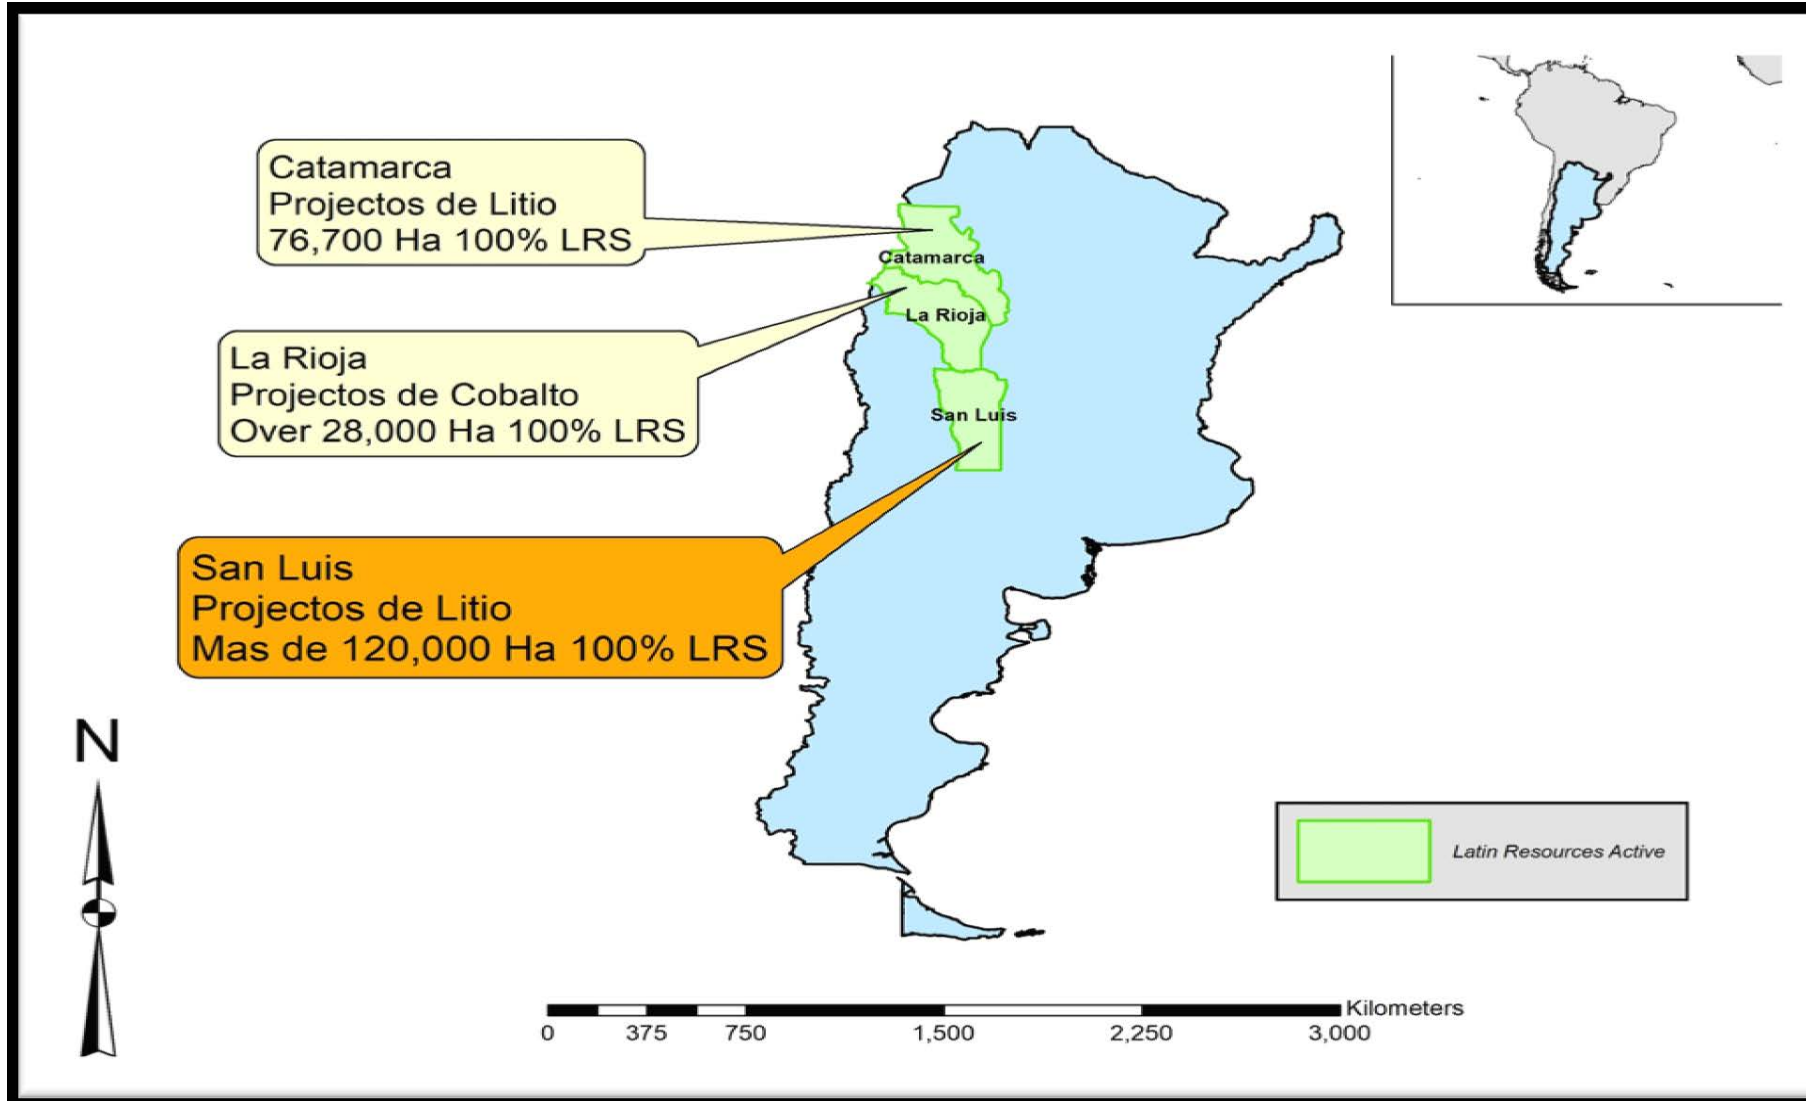 Catamarca
Projectos de Litio
76,700 Ha 100% LRS
Catamarca
La Rioja
La Rioja
Projectos de Cobalto
Over 28,000 Ha 100% LRS
San Luis
San Luis
Projectos de Litio
Mas de 120,000 Ha 100% LRS
N
Latin Resources Active
Kilometers
0 375 750 1,500 2,250 3,000